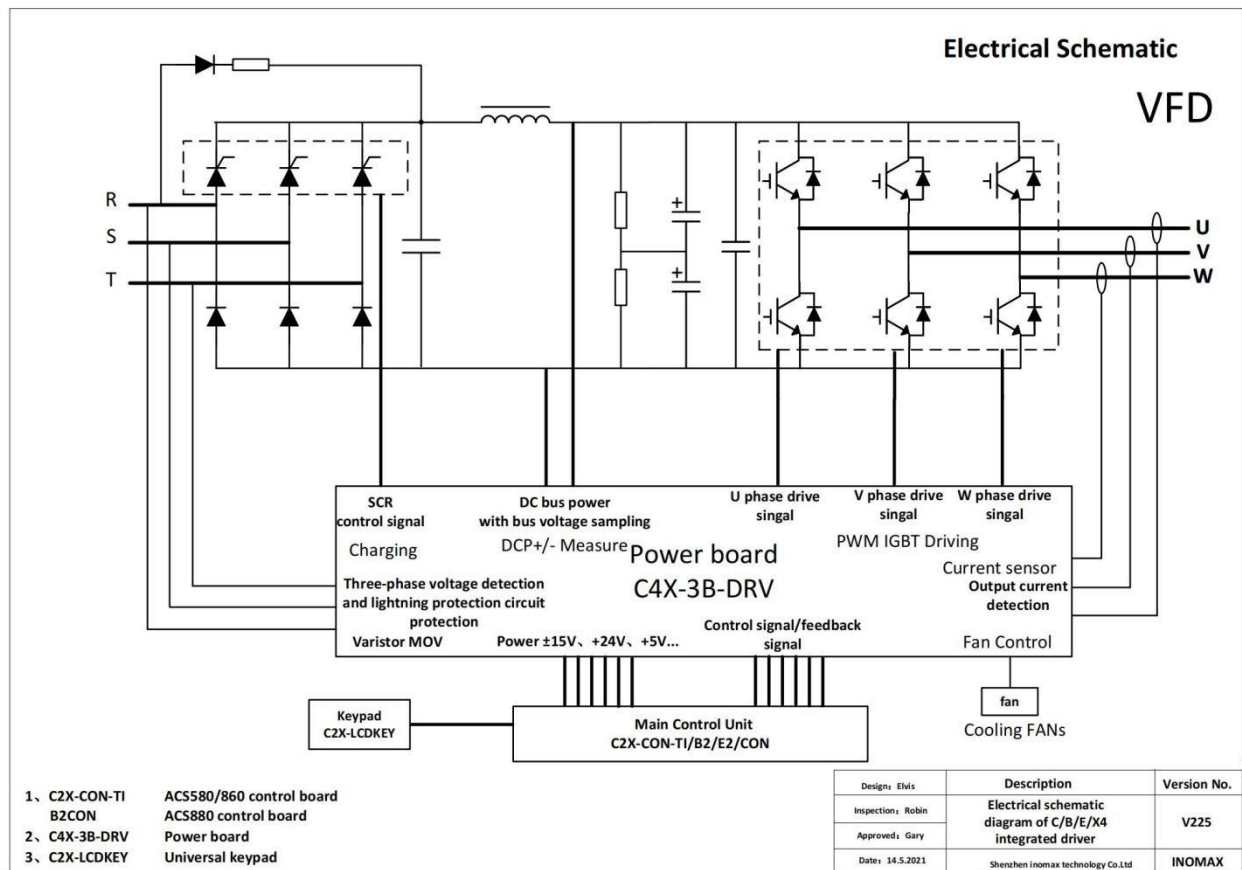 Electrical Schematic
VFD
R
S
T
+
+
U
V
W
SCR
control signal
Charging
DC bus power
with bus voltage sampling
DCP+/- Measure
U phase drive
singal
V phase drive
singal
W phase drive
singal
PWM IGBT Driving
Power board
C4X-3B-DRV
Current sensor
Output current
detection
Three-phase voltage detection
and lightning protection circuit
protection
Varistor MOV
Power ±15V、+24V、+5V...
Control signal/feedback
signal
Fan Control
fan
Cooling FANs
Keypad
C2X-LCDKEY
Main Control Unit
C2X-CON-TI/B2/E2/CON
1、C2X-CON-TI ACS580/860 control board
B2CON ACS880 control board
2、C4X-3B-DRV Power board
3、C2X-LCDKEY Universal keypad
Design: Elvis
Description
Version No.
Inspection: Robin
Electrical schematic
diagram of C/B/E/X4
integrated driver
V225
Approved: Gary
Date: 14.5.2021
Shenzhen inomax technology Co.Ltd
INOMAX